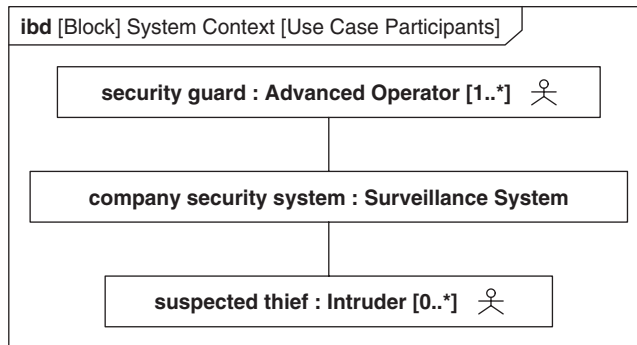 ibd [Block] System Context [Use Case Participants]
security guard : Advanced Operator [1..*]
company security system : Surveillance System
suspected thief : Intruder [0..*]